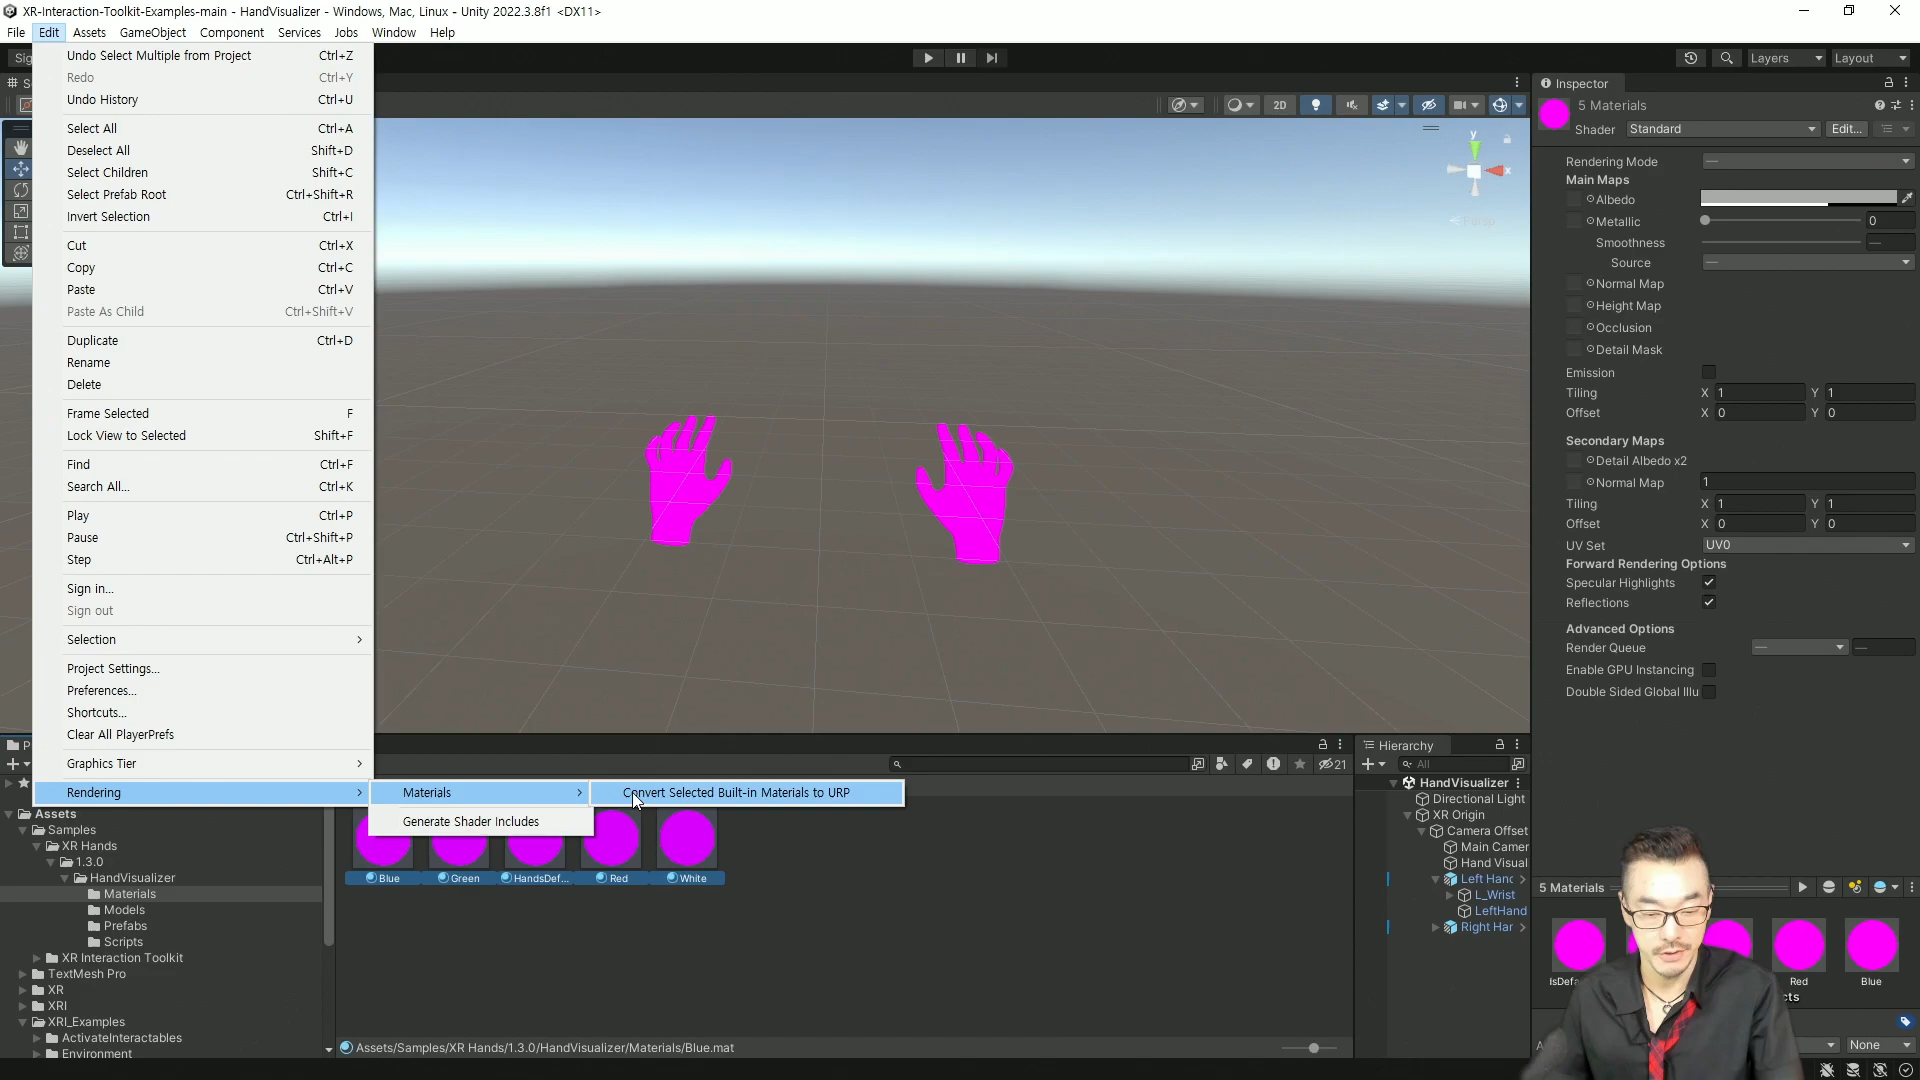 XR-Interaction-Toolkit-Examples-main - HandVisualizer - Windows, Mac, Linux - Unity 2022.3.8f1 <DX11>
File Edit Assets GameObject Component Services Jobs Window Help
Layers Layout
Undo Select Multiple from Project Ctrl+Z
Redo Ctrl+Y
Undo History Ctrl+U
Select All Ctrl+A
Deselect All Shift+D
Select Children Shift+C
Select Prefab Root Ctrl+Shift+R
Invert Selection Ctrl+I
Cut Ctrl+X
Copy Ctrl+C
Paste Ctrl+V
Paste As Child Ctrl+Shift+V
Duplicate Ctrl+D
Rename
Delete
Frame Selected F
Lock View to Selected Shift+F
Find Ctrl+F
Search All... Ctrl+K
Play Ctrl+P
Pause Ctrl+Shift+P
Step Ctrl+Alt+P
Sign in...
Sign out
Selection
Project Settings...
Preferences...
Shortcuts...
Clear All PlayerPrefs
Graphics Tier
Rendering
Materials
Generate Shader Includes
Convert Selected Built-in Materials to URP
2D
y
x
Persp
Inspector
5 Materials
Shader Standard Edit...
Rendering Mode —
Main Maps
Albedo
Metallic 0
Smoothness —
Source —
Normal Map
Height Map
Occlusion
Detail Mask
Emission
Tiling X 1 Y 1
Offset X 0 Y 0
Secondary Maps
Detail Albedo x2
Normal Map 1
Tiling X 1 Y 1
Offset X 0 Y 0
UV Set UV0
Forward Rendering Options
Specular Highlights
Reflections
Advanced Options
Render Queue — —
Enable GPU Instancing
Double Sided Global Illu
21
Assets
Samples
XR Hands
1.3.0
HandVisualizer
Materials
Models
Prefabs
Scripts
XR Interaction Toolkit
TextMesh Pro
XR
XRI
XRI_Examples
ActivateInteractables
Environment
Blue Green HandsDef... Red White
Assets/Samples/XR Hands/1.3.0/HandVisualizer/Materials/Blue.mat
Hierarchy
All
HandVisualizer
Directional Light
XR Origin
Camera Offset
Main Camer
Hand Visual
Left Hand
L_Wrist
LeftHand
Right Har
5 Materials
Red Blue
None